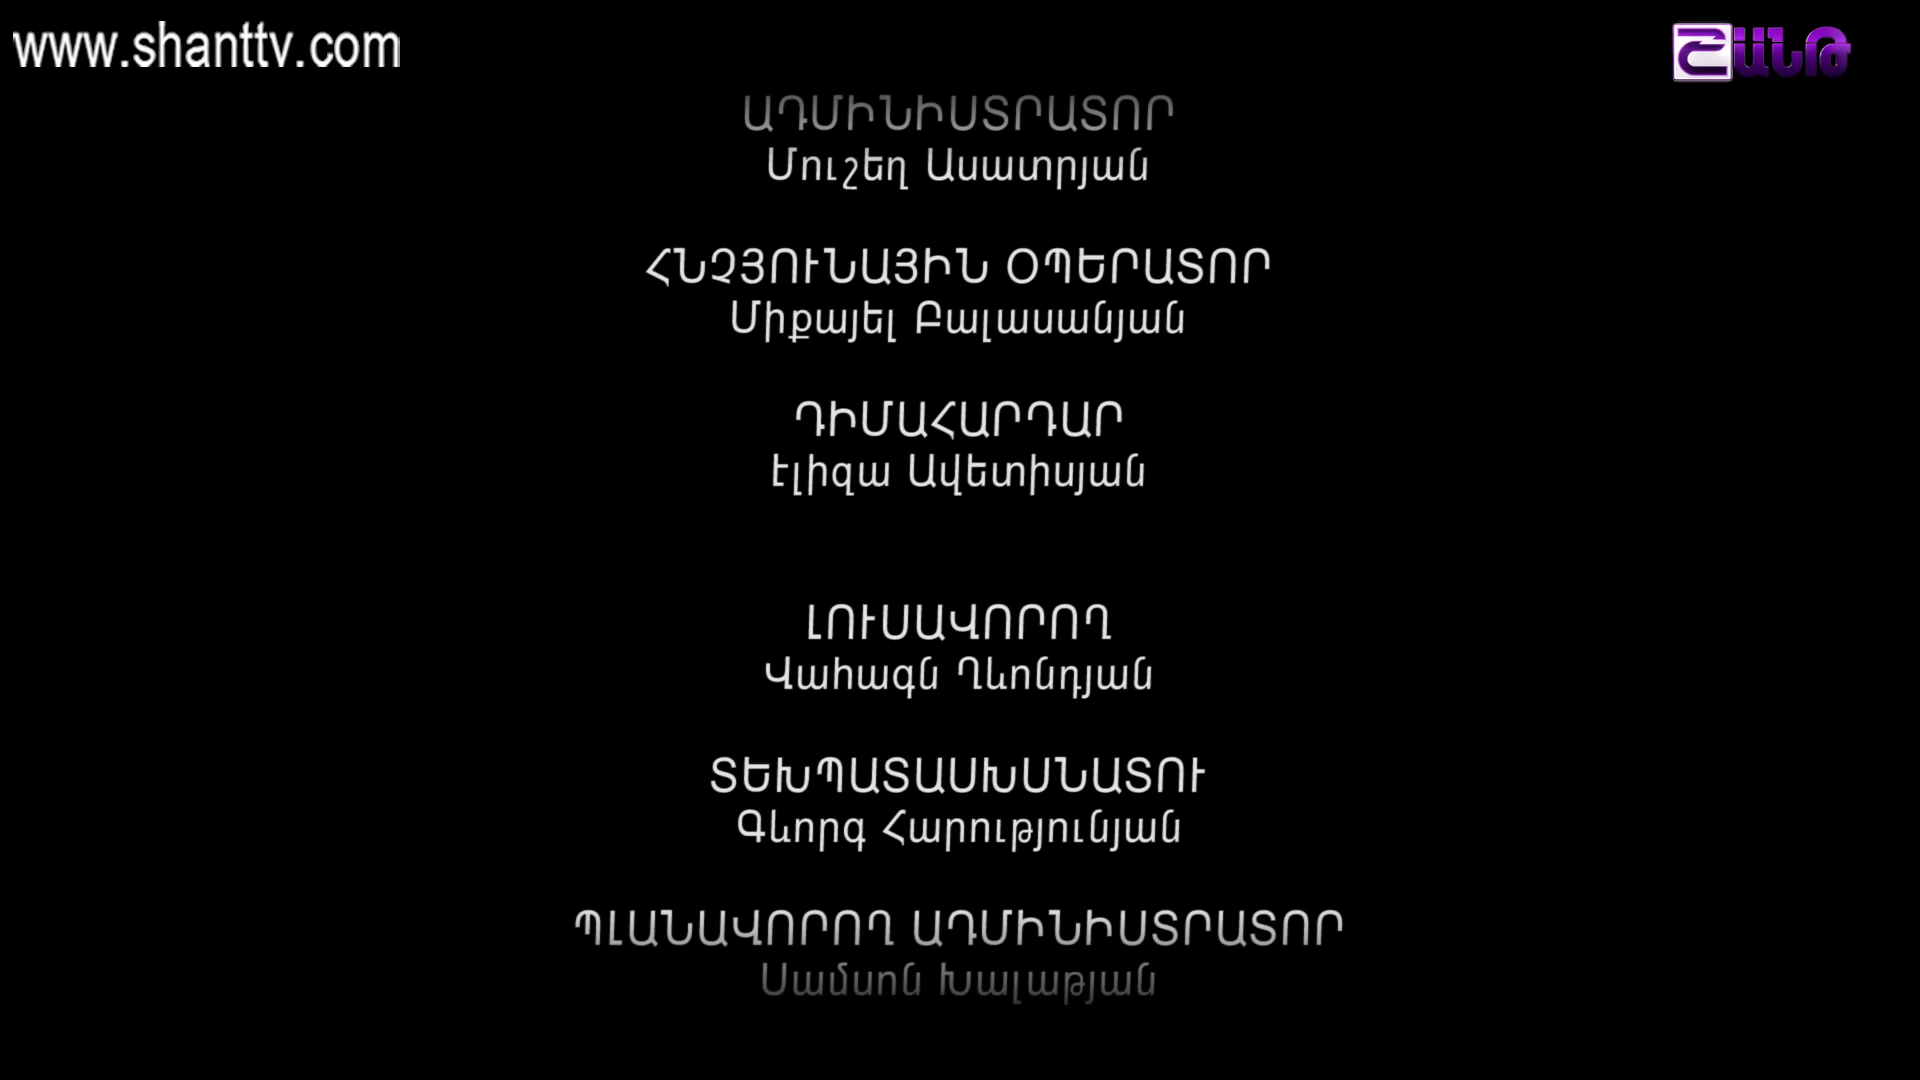 www.shanttv.com
Շանթ
ԱԴՄԻՆԻՍՏՐԱՏՈՐ
Մուշեղ Ասատրյան
ՀՆՉՅՈՒՆԱՅԻՆ ՕՊԵՐԱՏՈՐ
Միքայել Բալասանյան
ԴԻՄԱՀԱՐԴԱՐ
էլիզա Ավետիսյան
ԼՈՒՍԱՎՈՐՈՂ
Վահագն Ղևոնդյան
ՏԵԽՊԱՏԱՍԽՍՆԱՏՈՒ
Գևորգ Հարությունյան
ՊԼԱՆԱՎՈՐՈՂ ԱԴՄԻՆԻՍՏՐԱՏՈՐ
Սամսոն Խալաթյան